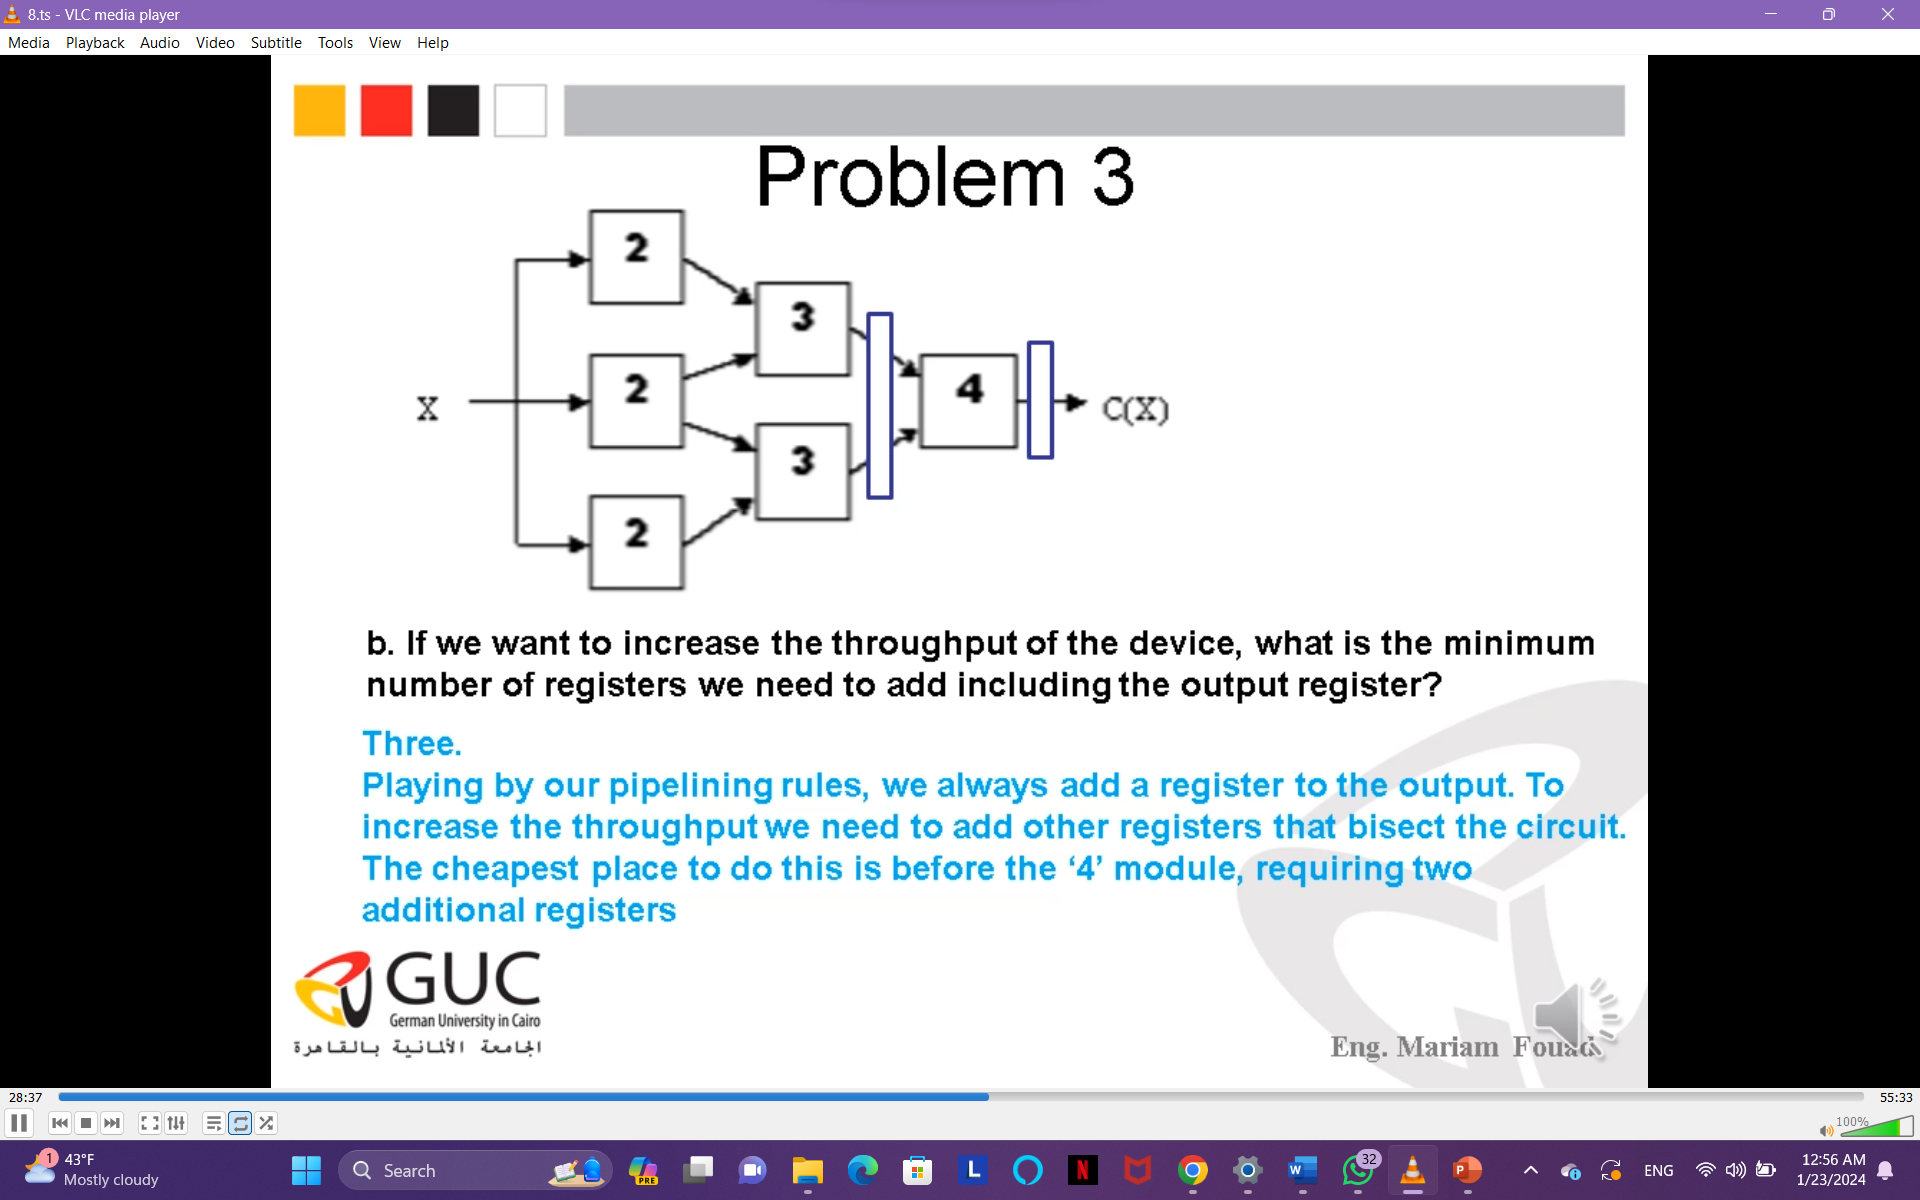 8.ts - VLC media player
Media Playback Audio Video Subtitle Tools View Help
Problem 3
2
3
2
4
X
C(X)
3
2
b. If we want to increase the throughput of the device, what is the minimum
number of registers we need to add including the output register?
Three.
Playing by our pipelining rules, we always add a register to the output. To
increase the throughput we need to add other registers that bisect the circuit.
The cheapest place to do this is before the ‘4’ module, requiring two
additional registers
GUC
German University in Cairo
الجامعة الألمانية بالقاهرة
Eng. Mariam Fouad
28:37
55:33
100%
1
43°F
Mostly cloudy
Search
PRE
L
N
W
32
P
ENG
12:56 AM
1/23/2024